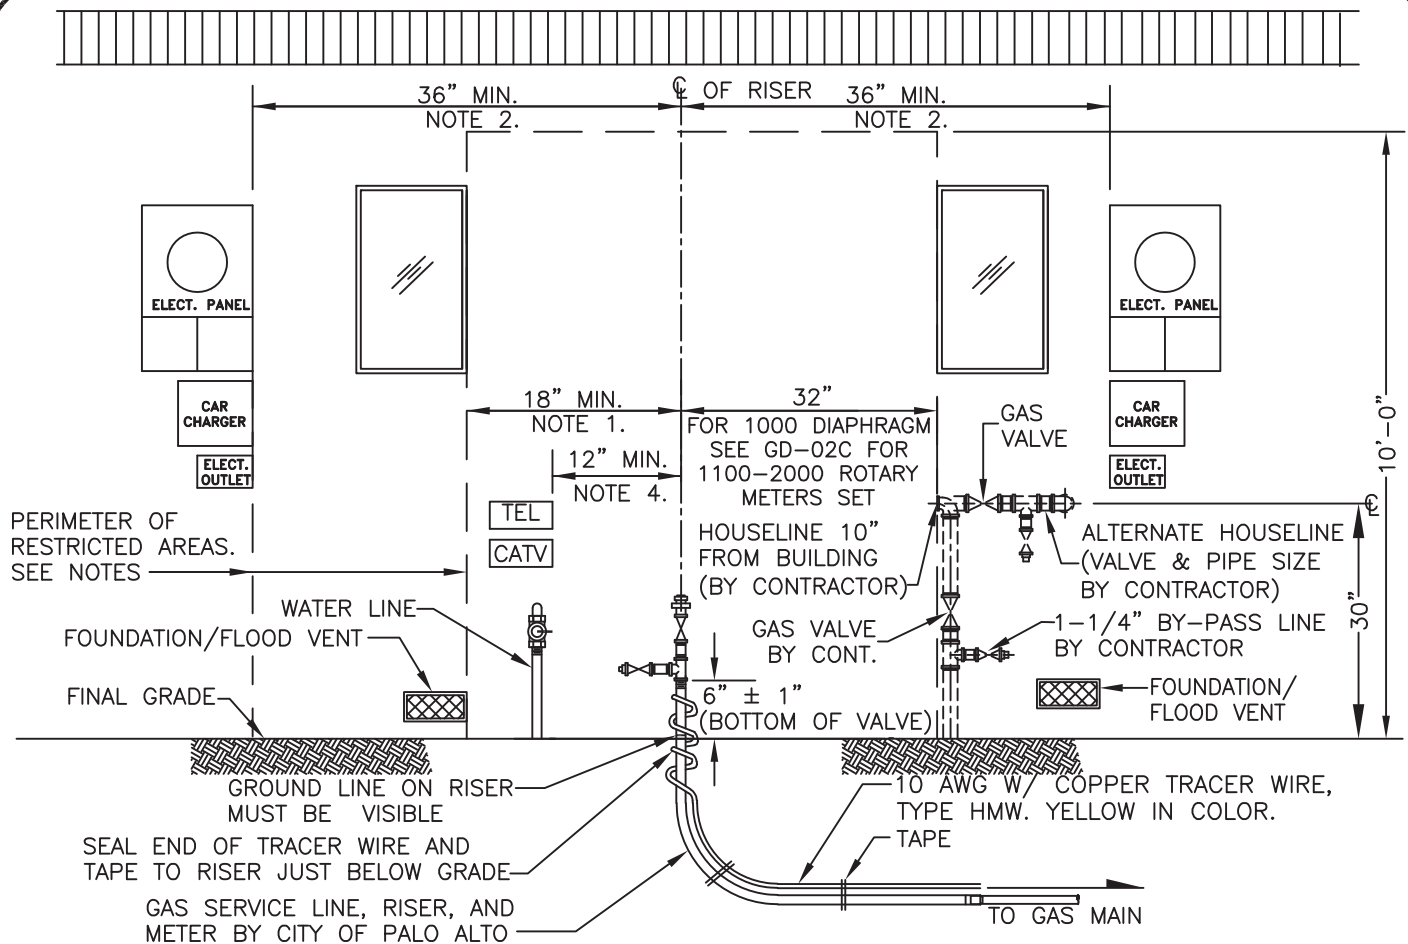 36” MIN.
NOTE 2.
℄ OF RISER
36” MIN.
NOTE 2.
ELECT. PANEL
ELECT. PANEL
CAR
CHARGER
CAR
CHARGER
ELECT.
OUTLET
ELECT.
OUTLET
18” MIN.
NOTE 1.
12” MIN.
NOTE 4.
32”
FOR 1000 DIAPHRAGM
SEE GD–02C FOR
1100–2000 ROTARY
METERS SET
GAS
VALVE
10’–0”
℄
30”
TEL
CATV
PERIMETER OF
RESTRICTED AREAS.
SEE NOTES
HOUSELINE 10”
FROM BUILDING
(BY CONTRACTOR)
ALTERNATE HOUSELINE
(VALVE & PIPE SIZE
BY CONTRACTOR)
WATER LINE
FOUNDATION/FLOOD VENT
FINAL GRADE
GAS VALVE
BY CONT.
1–1/4” BY–PASS LINE
BY CONTRACTOR
6” ± 1”
(BOTTOM OF VALVE)
FOUNDATION/
FLOOD VENT
GROUND LINE ON RISER
MUST BE VISIBLE
10 AWG W/ COPPER TRACER WIRE,
TYPE HMW. YELLOW IN COLOR.
TAPE
SEAL END OF TRACER WIRE AND
TAPE TO RISER JUST BELOW GRADE
GAS SERVICE LINE, RISER, AND
METER BY CITY OF PALO ALTO
TO GAS MAIN